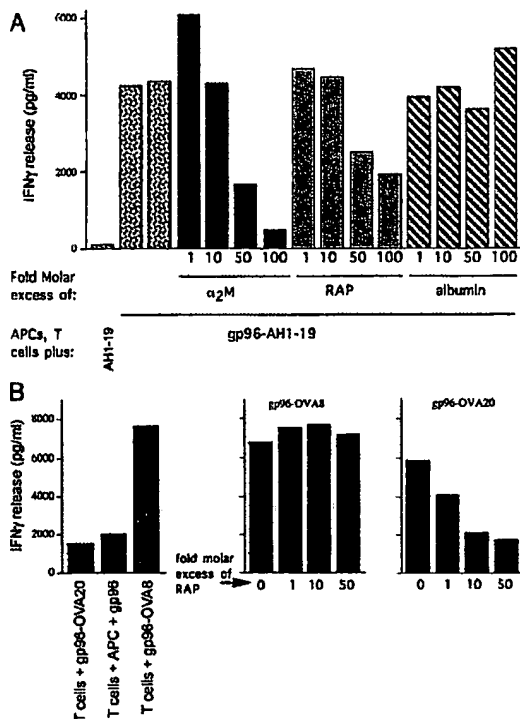 A
IFNγ release (pg/ml)
6000
4000
2000
0
1 10 50 100 1 10 50 100 1 10 50 100
Fold Molar
excess of:
α2M RAP albumin
APCs, T
cells plus:
AH1-19
gp96-AH1-19
B
IFNγ release (pg/ml)
8000
6000
4000
2000
0
T cells + gp96-OVA20
T cells + APC + gp96
T cells + gp96-OVA8
gp96-OVA8
fold molar
excess of
RAP
0 1 10 50
gp96-OVA20
0 1 10 50